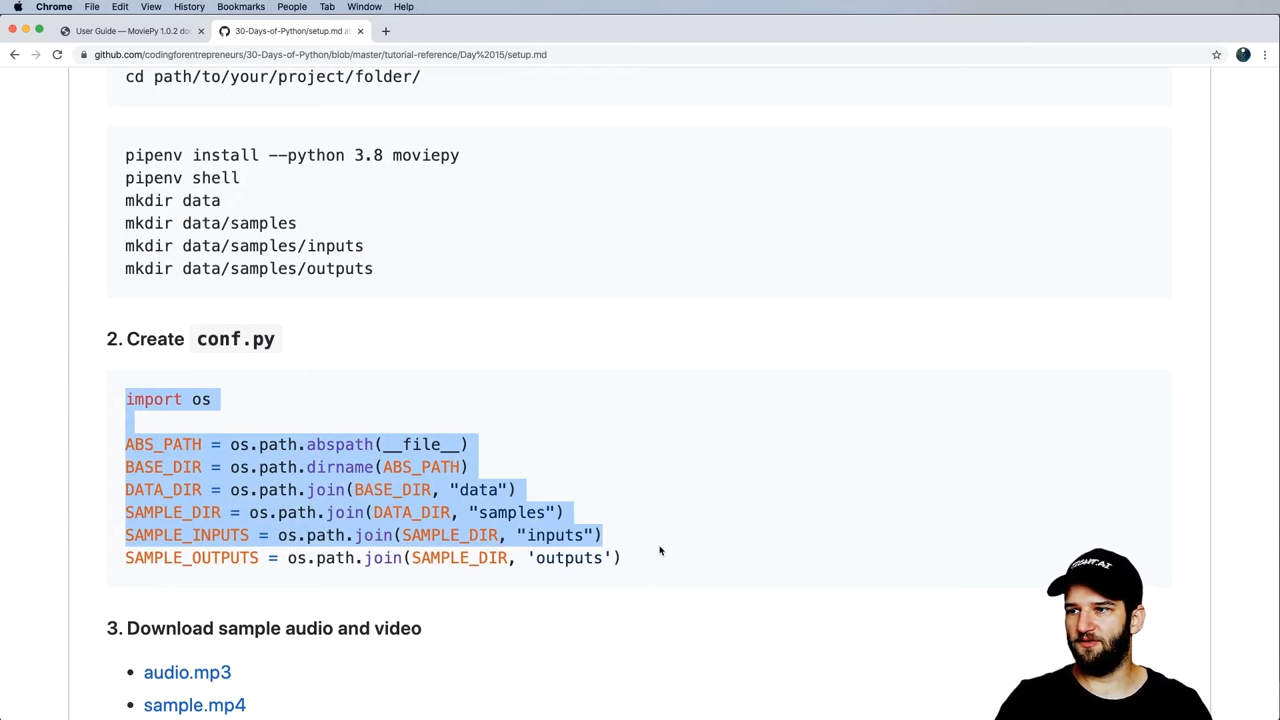 Chrome File Edit View History Bookmarks People Tab Window Help
User Guide — MoviePy 1.0.2 do
30-Days-of-Python/setup.md a
github.com/codingforentrepreneurs/30-Days-of-Python/blob/master/tutorial-reference/Day%2015/setup.md
cd path/to/your/project/folder/
pipenv install --python 3.8 moviepy
pipenv shell
mkdir data
mkdir data/samples
mkdir data/samples/inputs
mkdir data/samples/outputs
2. Create conf.py
import os
ABS_PATH = os.path.abspath(__file__)
BASE_DIR = os.path.dirname(ABS_PATH)
DATA_DIR = os.path.join(BASE_DIR, "data")
SAMPLE_DIR = os.path.join(DATA_DIR, "samples")
SAMPLE_INPUTS = os.path.join(SAMPLE_DIR, "inputs")
SAMPLE_OUTPUTS = os.path.join(SAMPLE_DIR, 'outputs')
3. Download sample audio and video
• audio.mp3
• sample.mp4